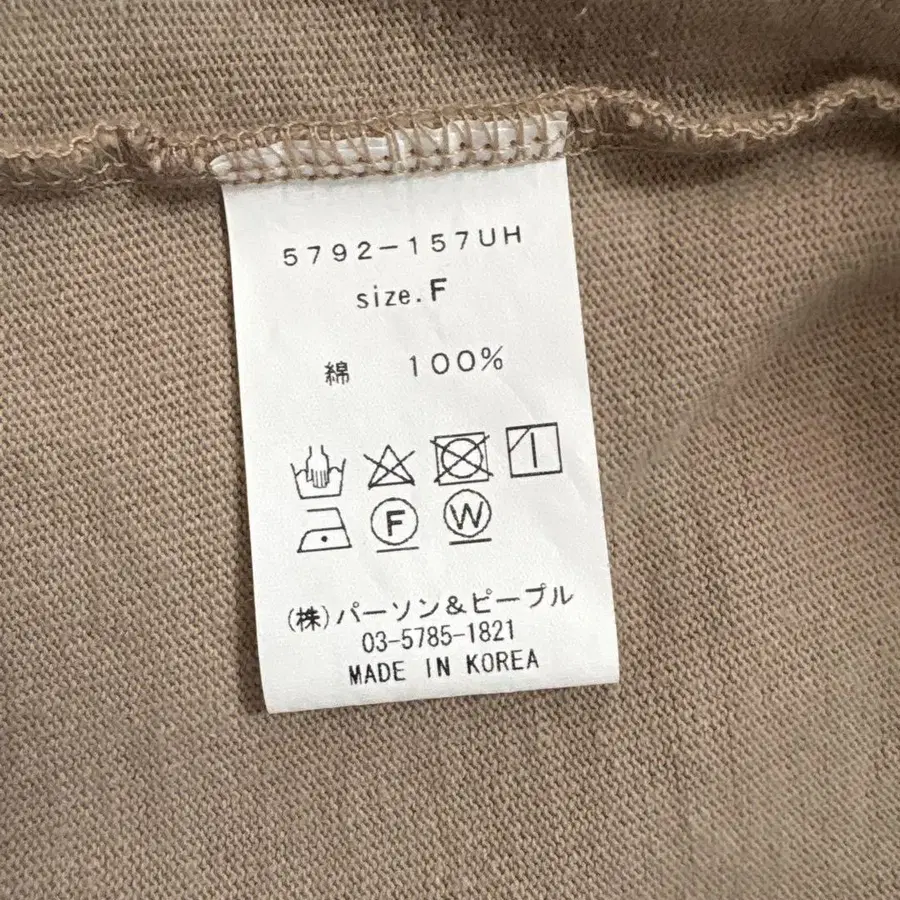 5792-157UH
size.F
綿 100%
F W
(株)パーソン&ピープル
03-5785-1821
MADE IN KOREA